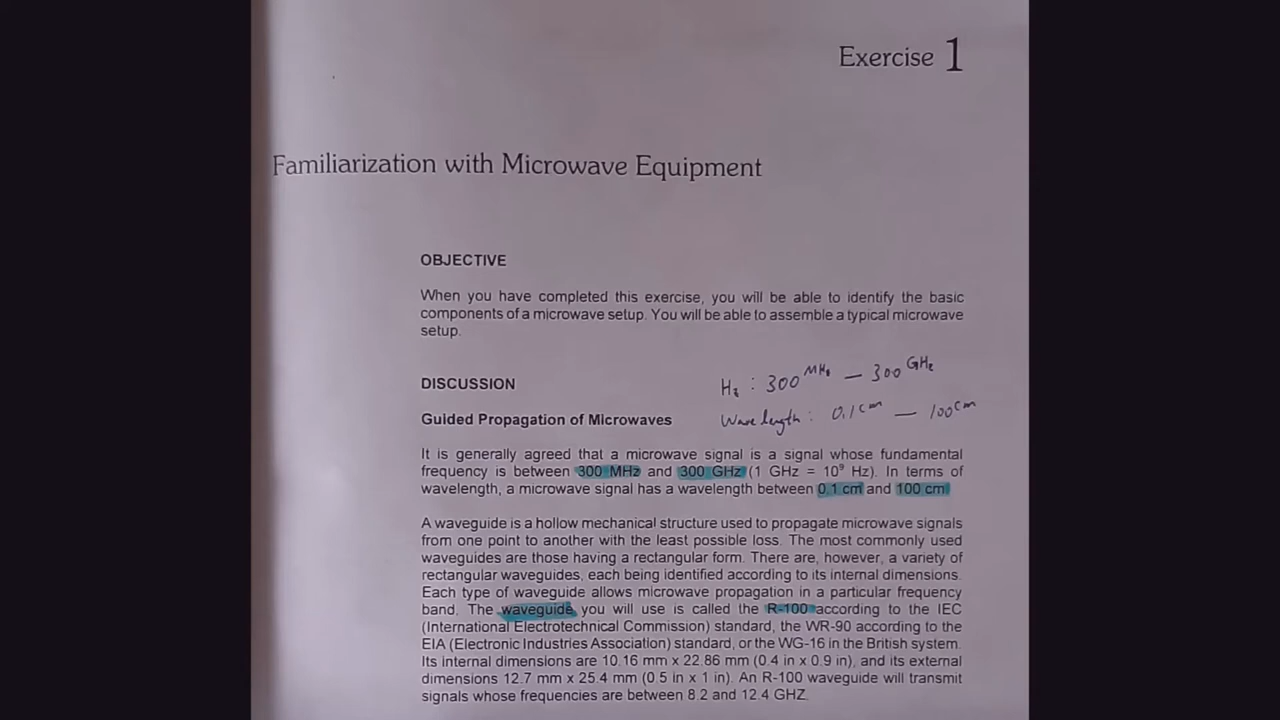 Exercise 1
Familiarization with Microwave Equipment
OBJECTIVE
When you have completed this exercise, you will be able to identify the basic
components of a microwave setup. You will be able to assemble a typical microwave
setup.
DISCUSSION
Hz : 300 MHz — 300 GHz
Guided Propagation of Microwaves
Wave length : 0.1 cm — 100 cm
It is generally agreed that a microwave signal is a signal whose fundamental
frequency is between 300 MHz and 300 GHz (1 GHz = 10⁹ Hz). In terms of
wavelength, a microwave signal has a wavelength between 0.1 cm and 100 cm
A waveguide is a hollow mechanical structure used to propagate microwave signals
from one point to another with the least possible loss. The most commonly used
waveguides are those having a rectangular form. There are, however, a variety of
rectangular waveguides, each being identified according to its internal dimensions.
Each type of waveguide allows microwave propagation in a particular frequency
band. The waveguide you will use is called the R-100 according to the IEC
(International Electrotechnical Commission) standard, the WR-90 according to the
EIA (Electronic Industries Association) standard, or the WG-16 in the British system.
Its internal dimensions are 10.16 mm x 22.86 mm (0.4 in x 0.9 in), and its external
dimensions 12.7 mm x 25.4 mm (0.5 in x 1 in). An R-100 waveguide will transmit
signals whose frequencies are between 8.2 and 12.4 GHZ.